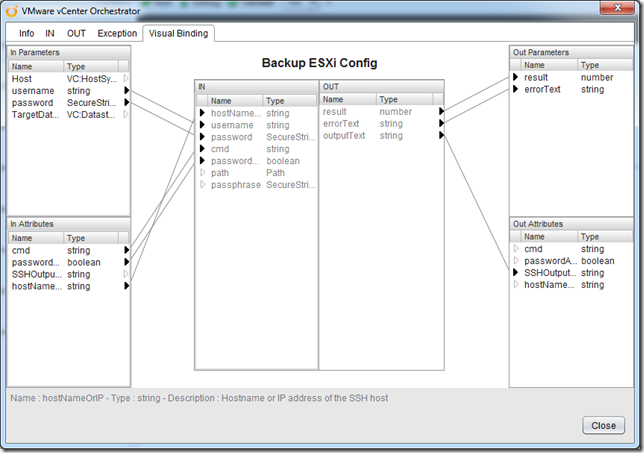 VMware vCenter Orchestrator
Info IN OUT Exception Visual Binding
In Parameters
Name Type
Host VC:HostSy...
username string
password SecureStri...
TargetDat... VC:Datast...
In Attributes
Name Type
cmd string
password... boolean
SSHOutpu... string
hostName... string
Backup ESXi Config
IN
Name Type
hostName... string
username string
password SecureStri...
cmd string
password... boolean
path Path
passphrase SecureStri...
OUT
Name Type
result number
errorText string
outputText string
Out Parameters
Name Type
result number
errorText string
Out Attributes
Name Type
cmd string
passwordA... boolean
SSHOutpu... string
hostName... string
Name : hostNameOrIP - Type : string - Description : Hostname or IP address of the SSH host
Close